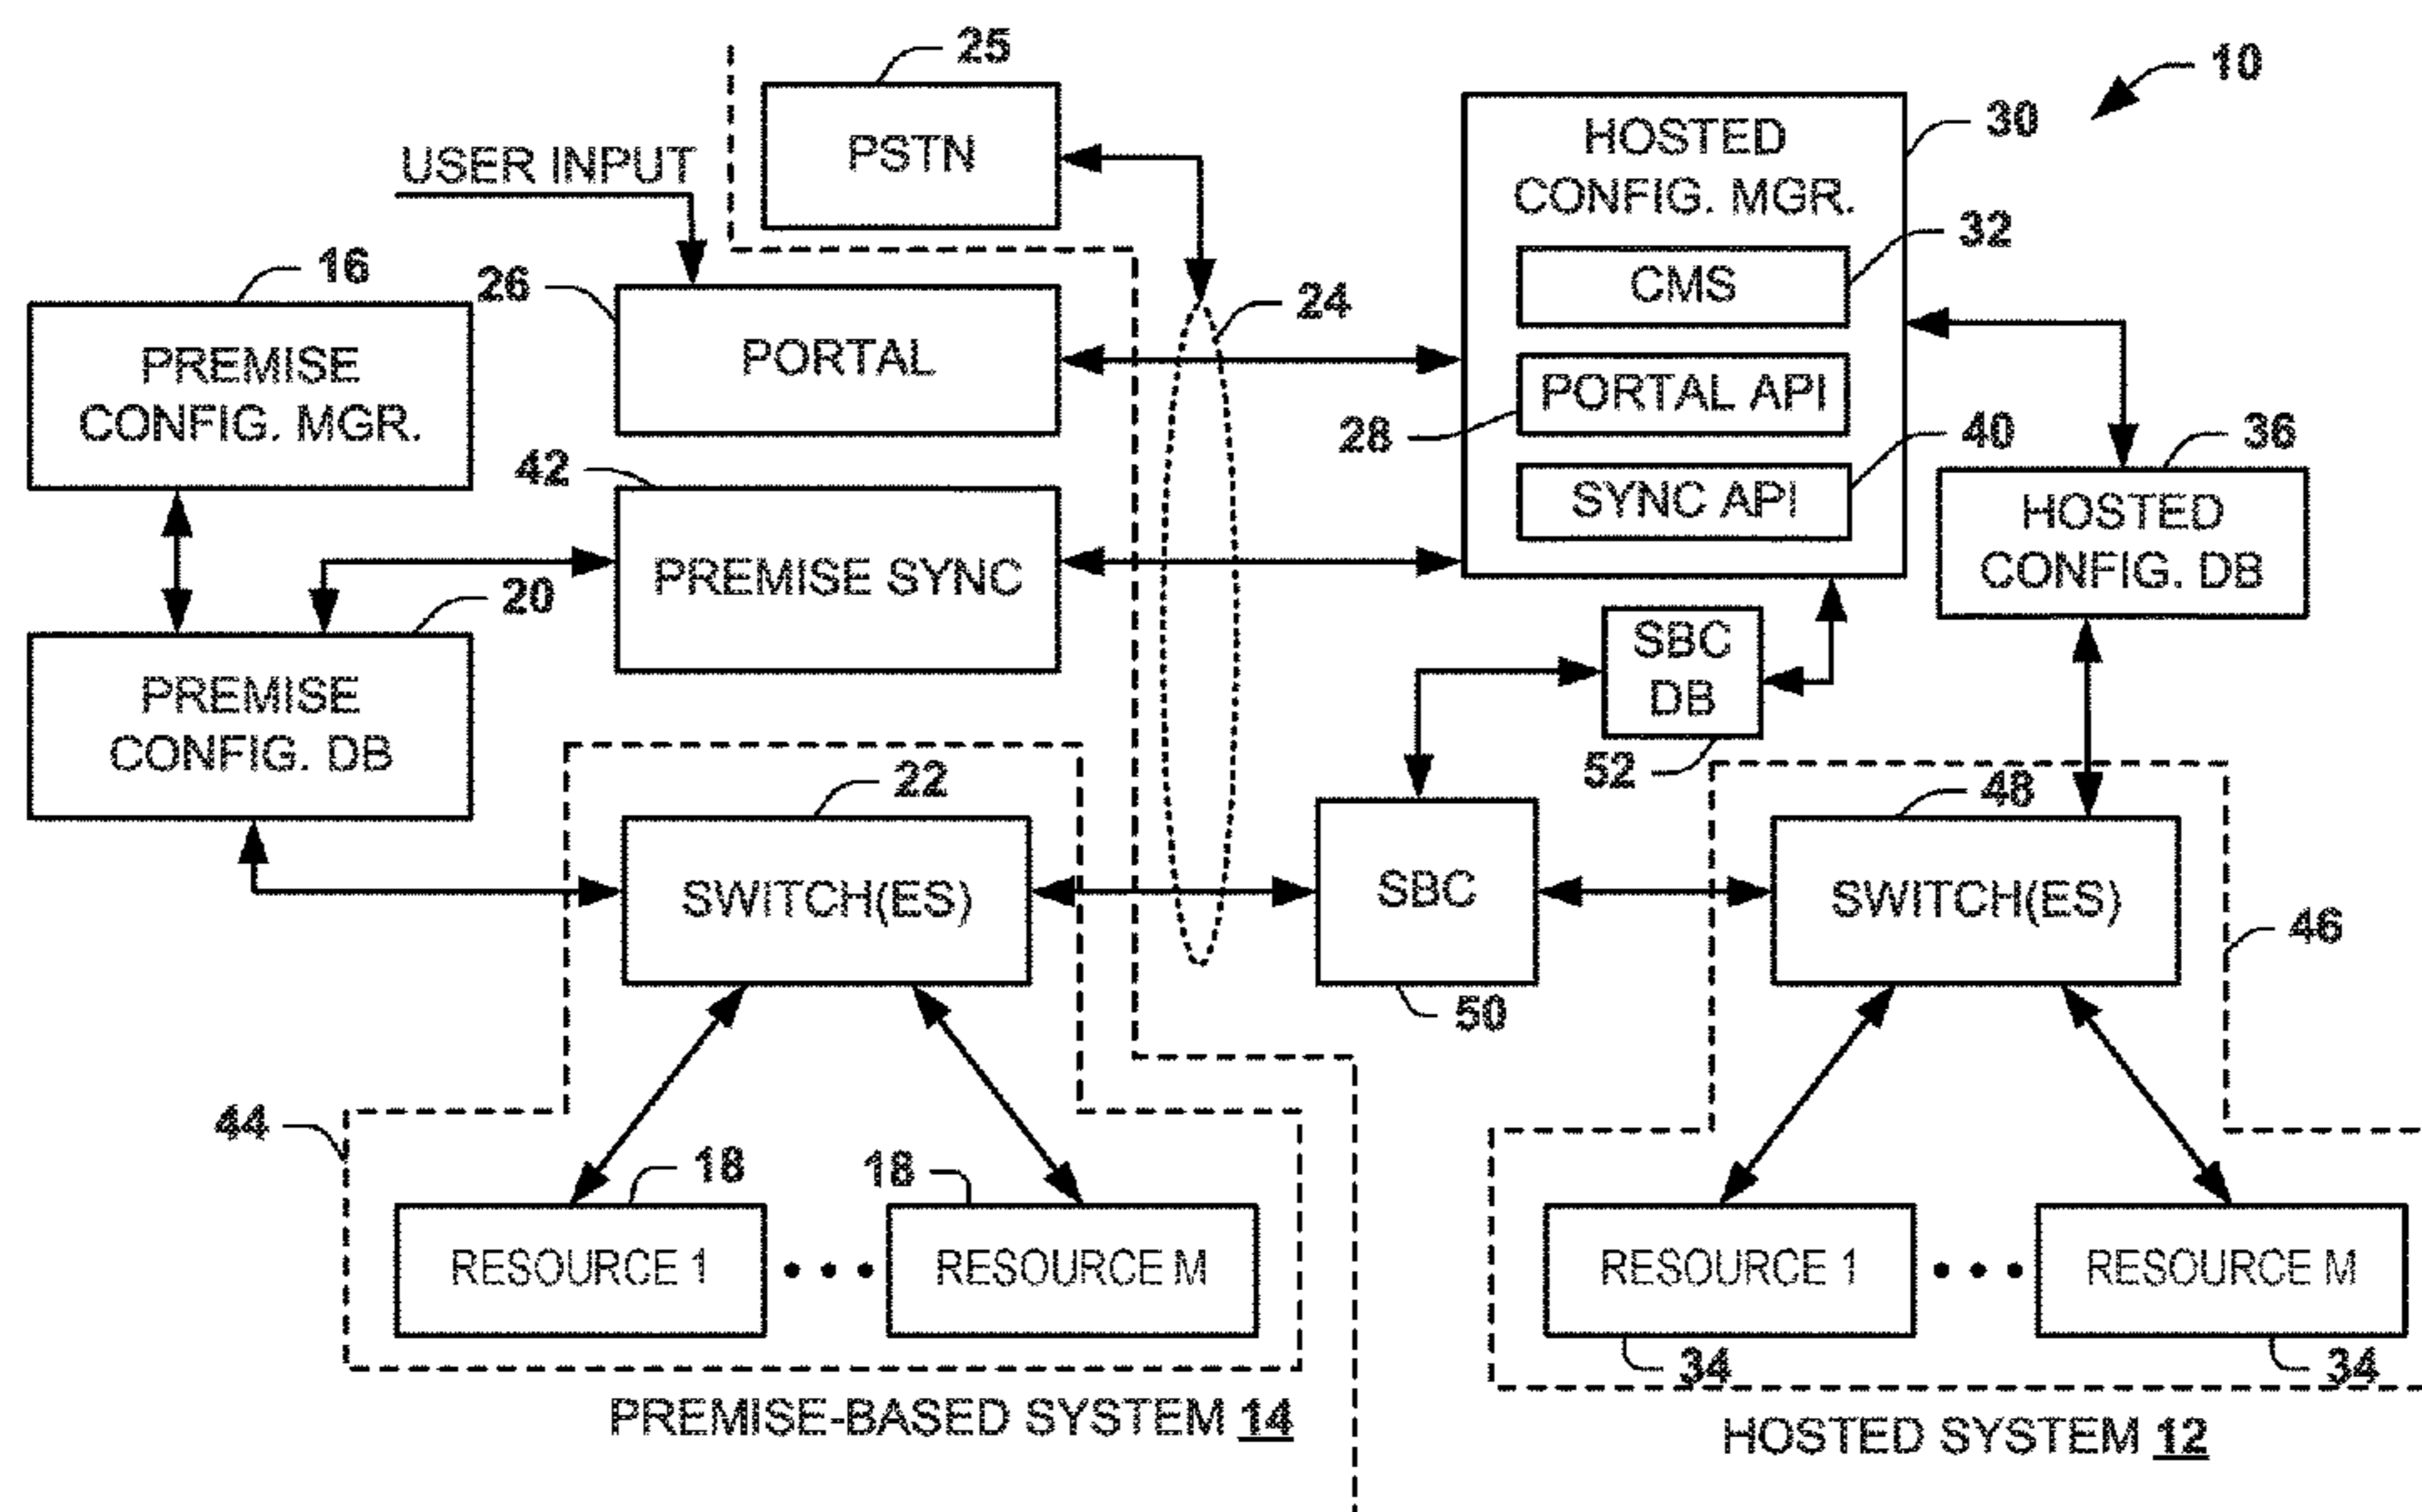 25
10
PSTN
USER INPUT
30
HOSTED
CONFIG. MGR.
16
26
24
32
CMS
PORTAL
PREMISE
CONFIG. MGR.
PORTAL API
28
40
36
42
SYNC API
HOSTED
CONFIG. DB
PREMISE SYNC
20
SBC
DB
52
PREMISE
CONFIG. DB
22
48
SWITCH(ES)
SBC
SWITCH(ES)
46
50
44
18
18
RESOURCE 1
RESOURCE M
RESOURCE 1
RESOURCE M
34
34
PREMISE-BASED SYSTEM 14
HOSTED SYSTEM 12